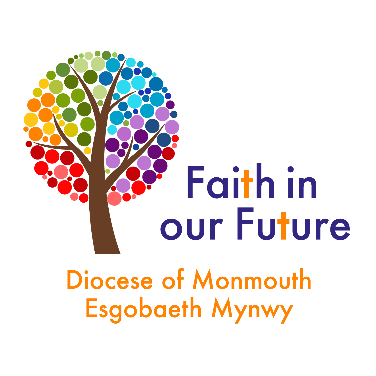 Faith in
our Future
Diocese of Monmouth
Esgobaeth Mynwy